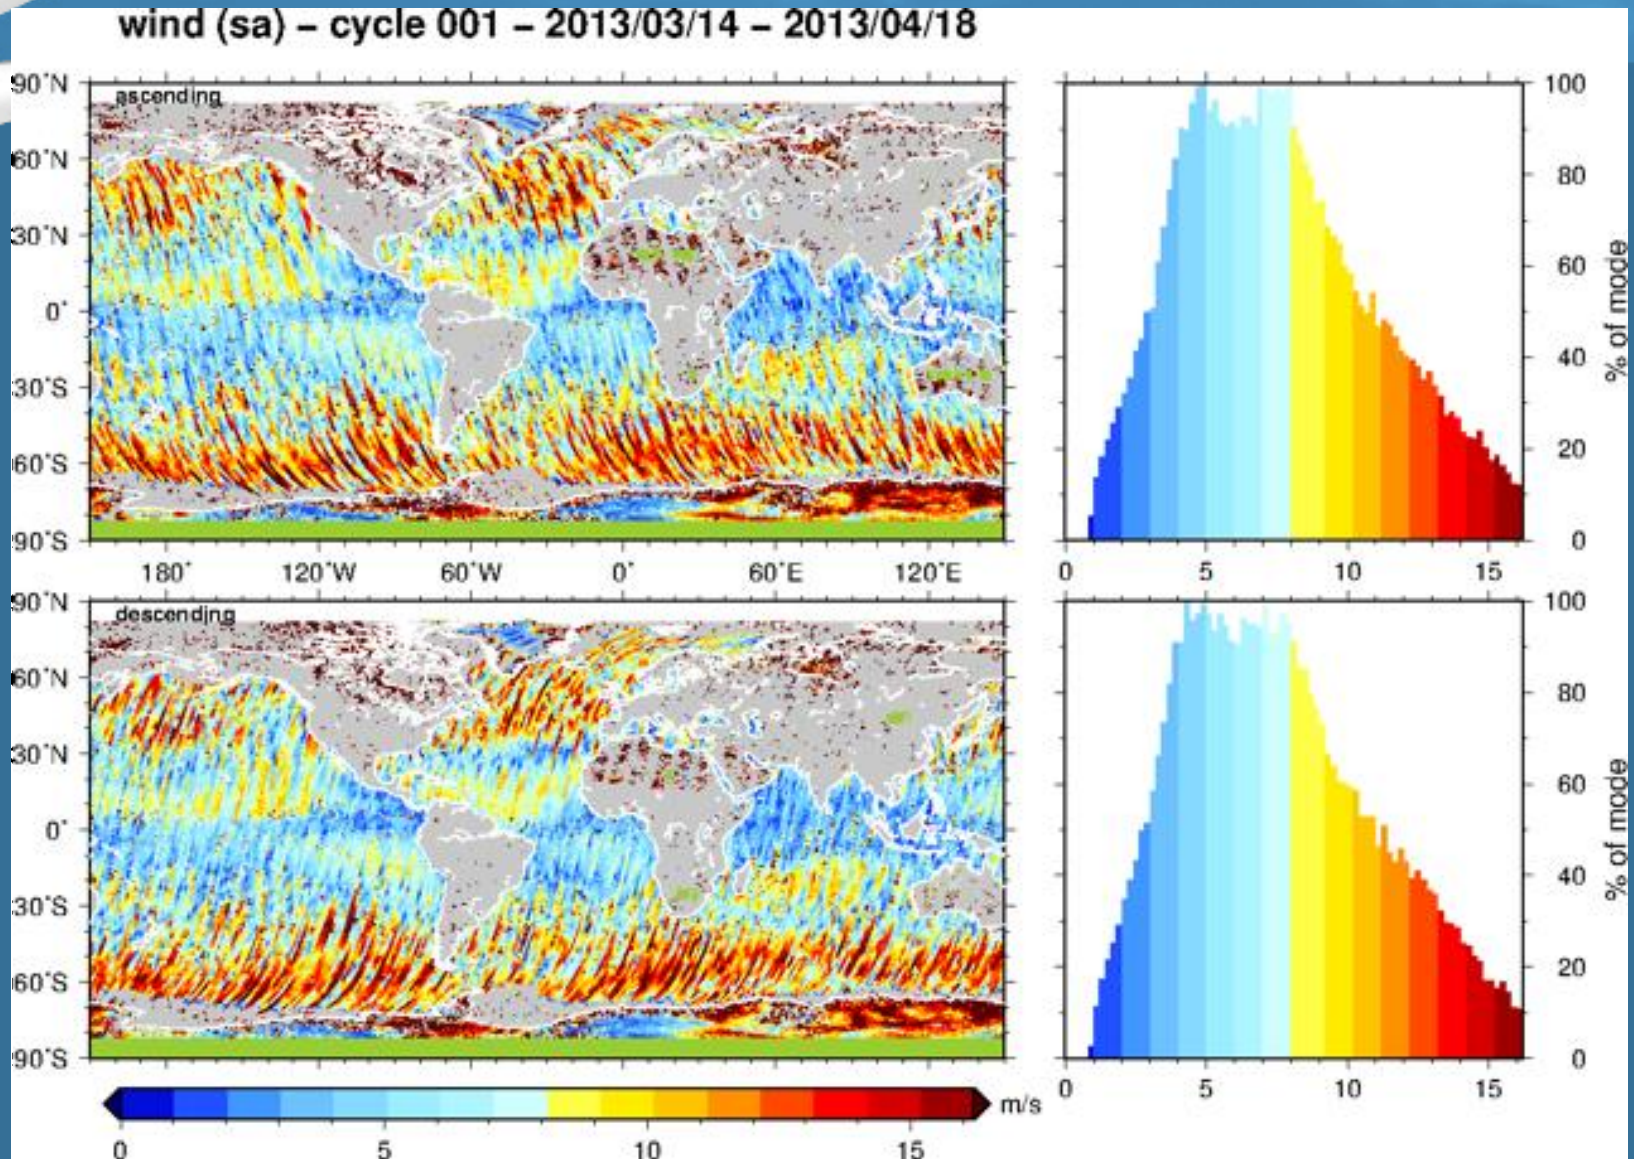 wind (sa) – cycle 001 – 2013/03/14 – 2013/04/18
ascending
90°N
60°N
30°N
0°
30°S
60°S
90°S
180° 120°W 60°W 0° 60°E 120°E
100
80
60
40
20
0
% of mode
0 5 10 15
descending
90°N
60°N
30°N
0°
30°S
60°S
90°S
100
80
60
40
20
0
% of mode
0 5 10 15
m/s
0 5 10 15